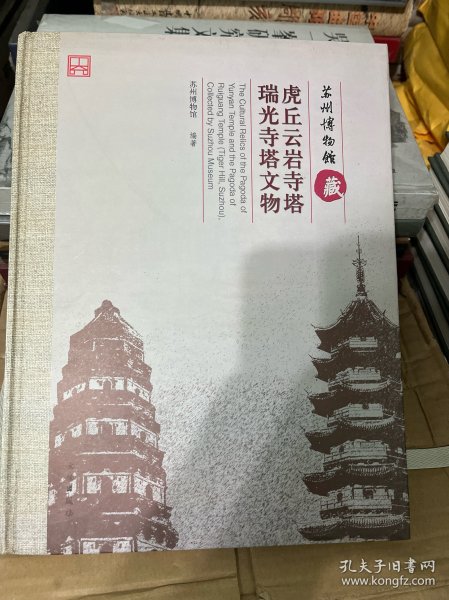 苏州博物馆
藏
虎丘云岩寺塔
瑞光寺塔文物
The Cultural Relics of the Pagoda of
Yunyan Temple and the Pagoda of
Ruiguang Temple (Tiger Hill, Suzhou),
Collected by Suzhou Museum
苏州博物馆 编著
孔夫子旧书网
www.kongfz.com